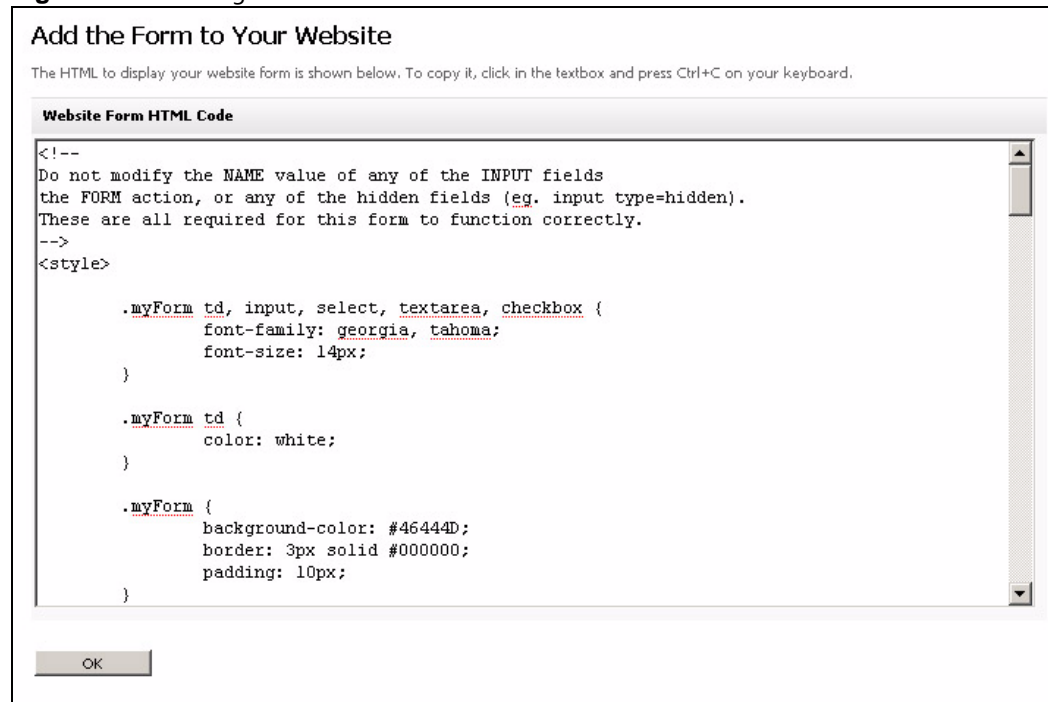 Add the Form to Your Website
The HTML to display your website form is shown below. To copy it, click in the textbox and press Ctrl+C on your keyboard.
Website Form HTML Code
<!--
Do not modify the NAME value of any of the INPUT fields
the FORM action, or any of the hidden fields (eg. input type=hidden).
These are all required for this form to function correctly.
-->
<style>
.myForm td, input, select, textarea, checkbox {
font-family: georgia, tahoma;
font-size: 14px;
}
.myForm td {
color: white;
}
.myForm {
background-color: #46444D;
border: 3px solid #000000;
padding: 10px;
}
OK